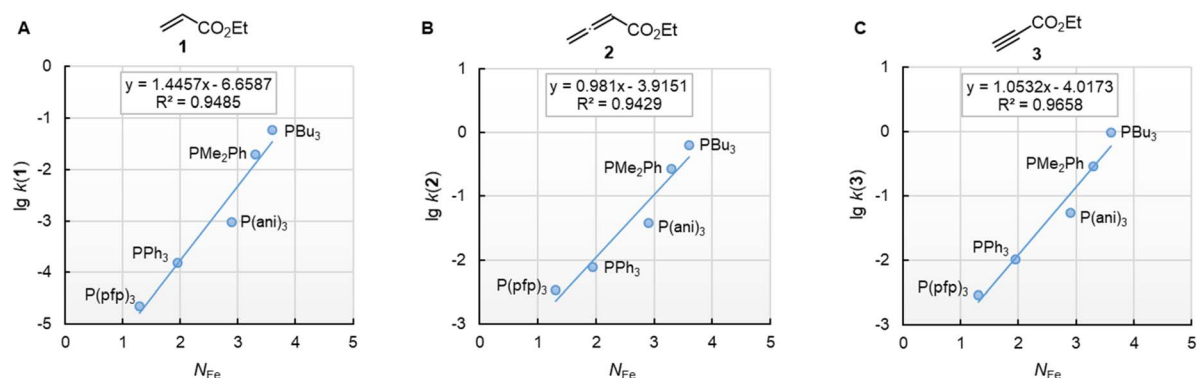 A
CO₂Et
1
y = 1.4457x - 6.6587
R² = 0.9485
lg k(1)
0
-1
-2
-3
-4
-5
PBu₃
PMe₂Ph
P(ani)₃
PPh₃
P(pfp)₃
0 1 2 3 4 5
N_Fe
B
CO₂Et
2
y = 0.981x - 3.9151
R² = 0.9429
lg k(2)
1
0
-1
-2
-3
PBu₃
PMe₂Ph
P(ani)₃
PPh₃
P(pfp)₃
0 1 2 3 4 5
N_Fe
C
CO₂Et
3
y = 1.0532x - 4.0173
R² = 0.9658
lg k(3)
1
0
-1
-2
-3
PBu₃
PMe₂Ph
P(ani)₃
PPh₃
P(pfp)₃
0 1 2 3 4 5
N_Fe